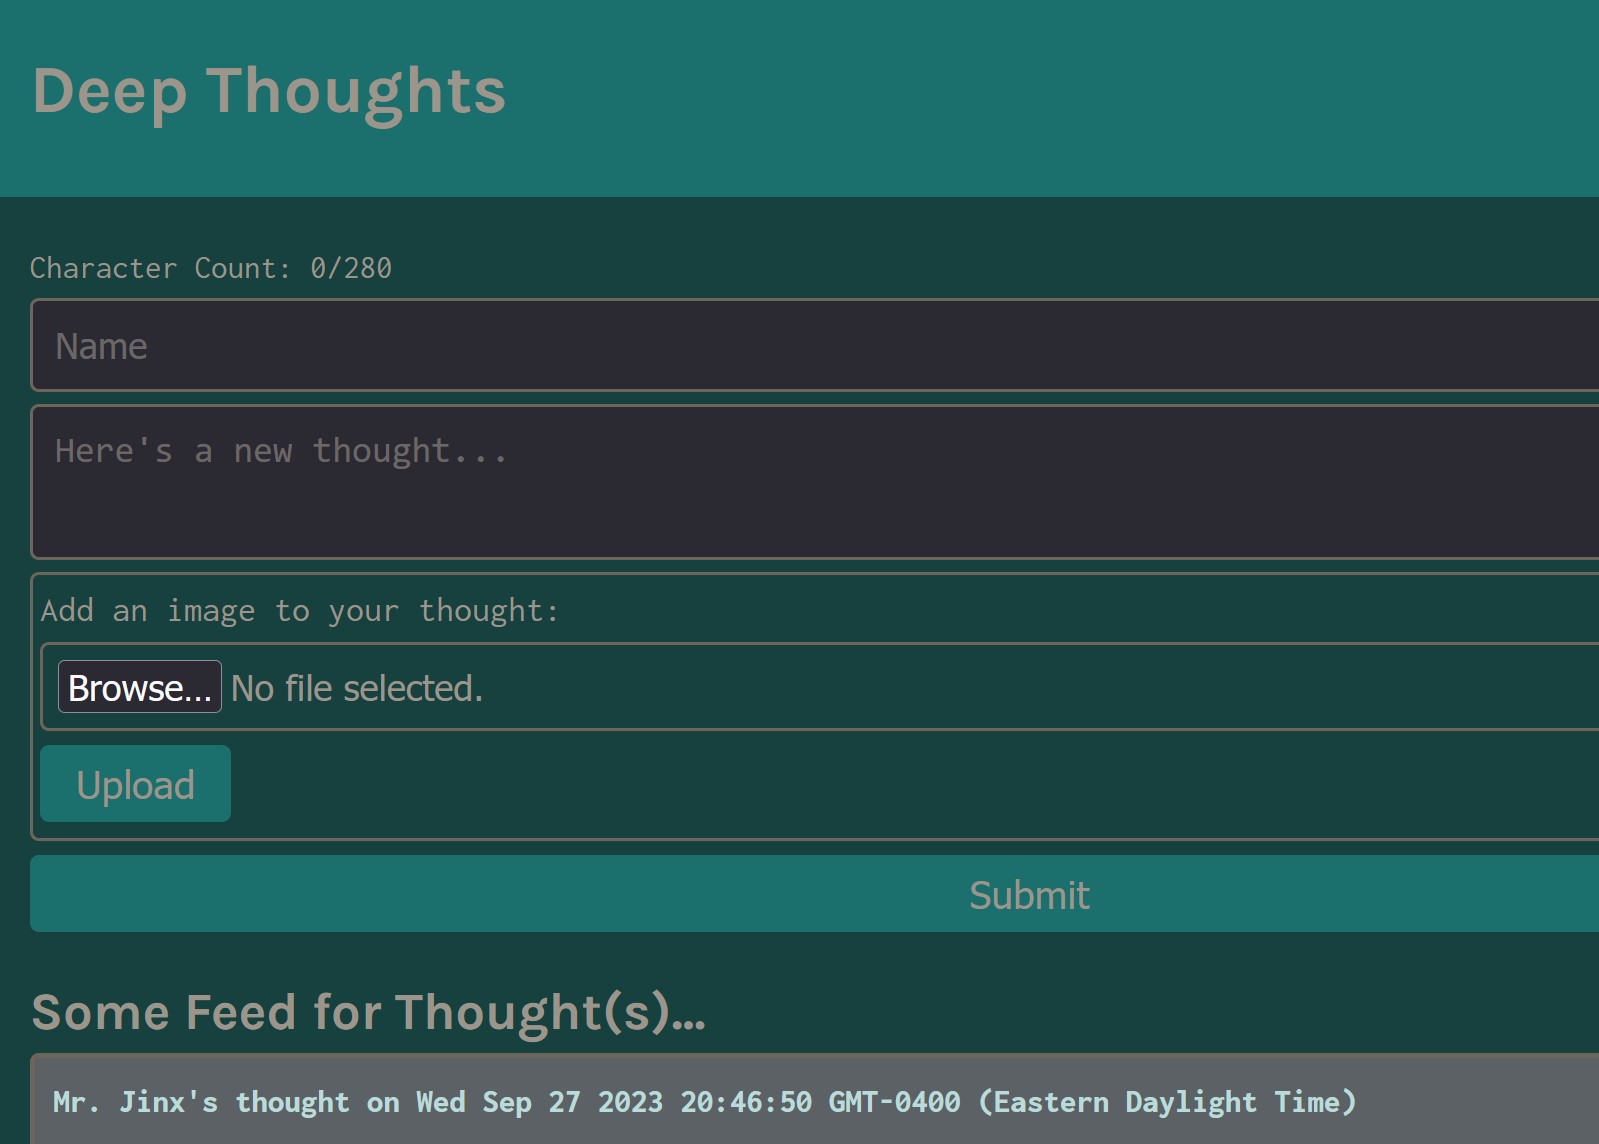 Deep Thoughts
Character Count: 0/280
Name
Here's a new thought...
Add an image to your thought:
Browse... No file selected.
Upload
Submit
Some Feed for Thought(s)...
Mr. Jinx's thought on Wed Sep 27 2023 20:46:50 GMT-0400 (Eastern Daylight Time)